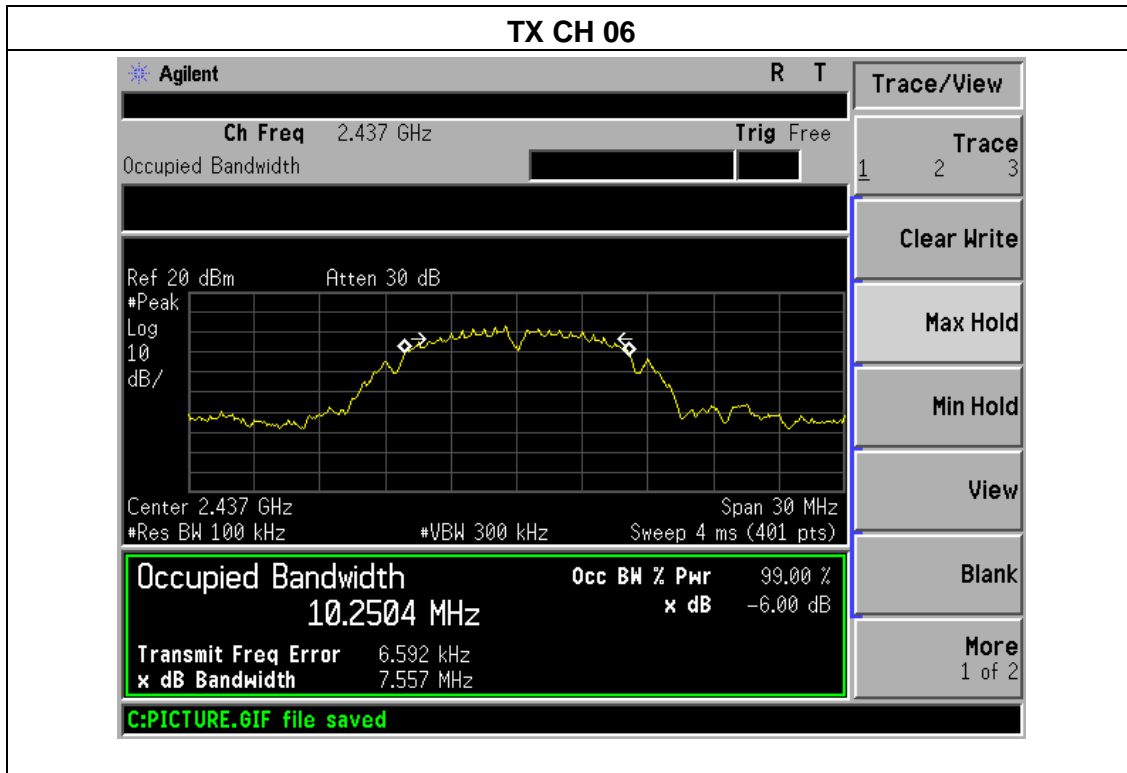 TX CH 06
Agilent R T
Ch Freq 2.437 GHz Trig Free
Occupied Bandwidth
Ref 20 dBm Atten 30 dB
#Peak
Log
10
dB/
Center 2.437 GHz Span 30 MHz
#Res BW 100 kHz #VBW 300 kHz Sweep 4 ms (401 pts)
Occupied Bandwidth Occ BW % Pwr 99.00 %
10.2504 MHz x dB -6.00 dB
Transmit Freq Error 6.592 kHz
x dB Bandwidth 7.557 MHz
C:PICTURE.GIF file saved
Trace/View
Trace
1 2 3
Clear Write
Max Hold
Min Hold
View
Blank
More
1 of 2